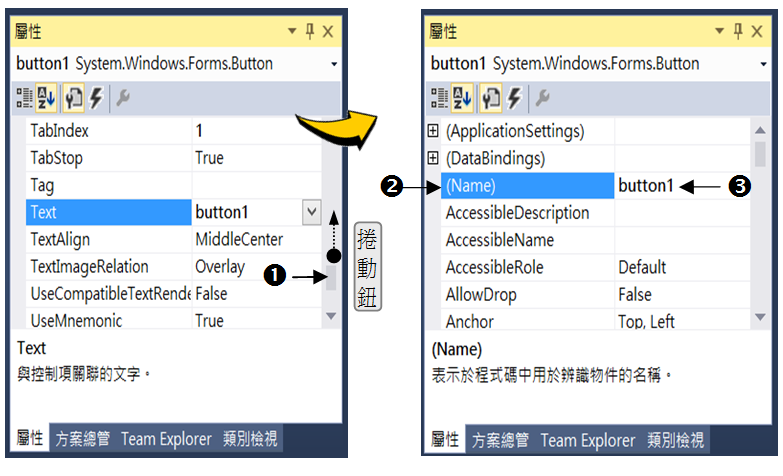 屬性
button1 System.Windows.Forms.Button
TabIndex 1
TabStop True
Tag
Text button1
TextAlign MiddleCenter
TextImageRelation Overlay
UseCompatibleTextRende False
UseMnemonic True
Text
與控制項關聯的文字。
屬性 方案總管 Team Explorer 類別檢視
❶
捲動鈕
屬性
button1 System.Windows.Forms.Button
(ApplicationSettings)
(DataBindings)
❷ (Name) button1 ❸
AccessibleDescription
AccessibleName
AccessibleRole Default
AllowDrop False
Anchor Top, Left
(Name)
表示於程式碼中用於辨識物件的名稱。
屬性 方案總管 Team Explorer 類別檢視